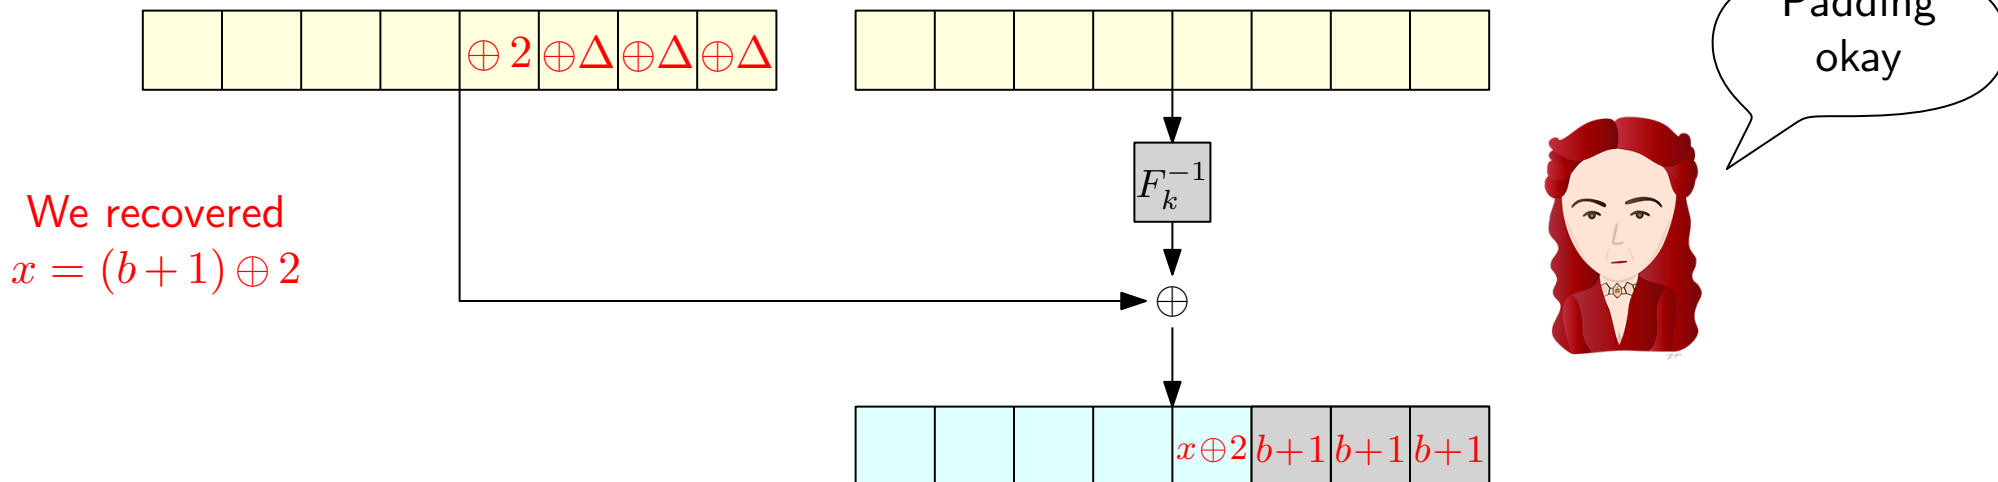 ⊕ 2 ⊕Δ ⊕Δ ⊕Δ
Padding
okay
F_k^{-1}
We recovered
x = (b + 1) ⊕ 2
⊕
x⊕2 b+1 b+1 b+1